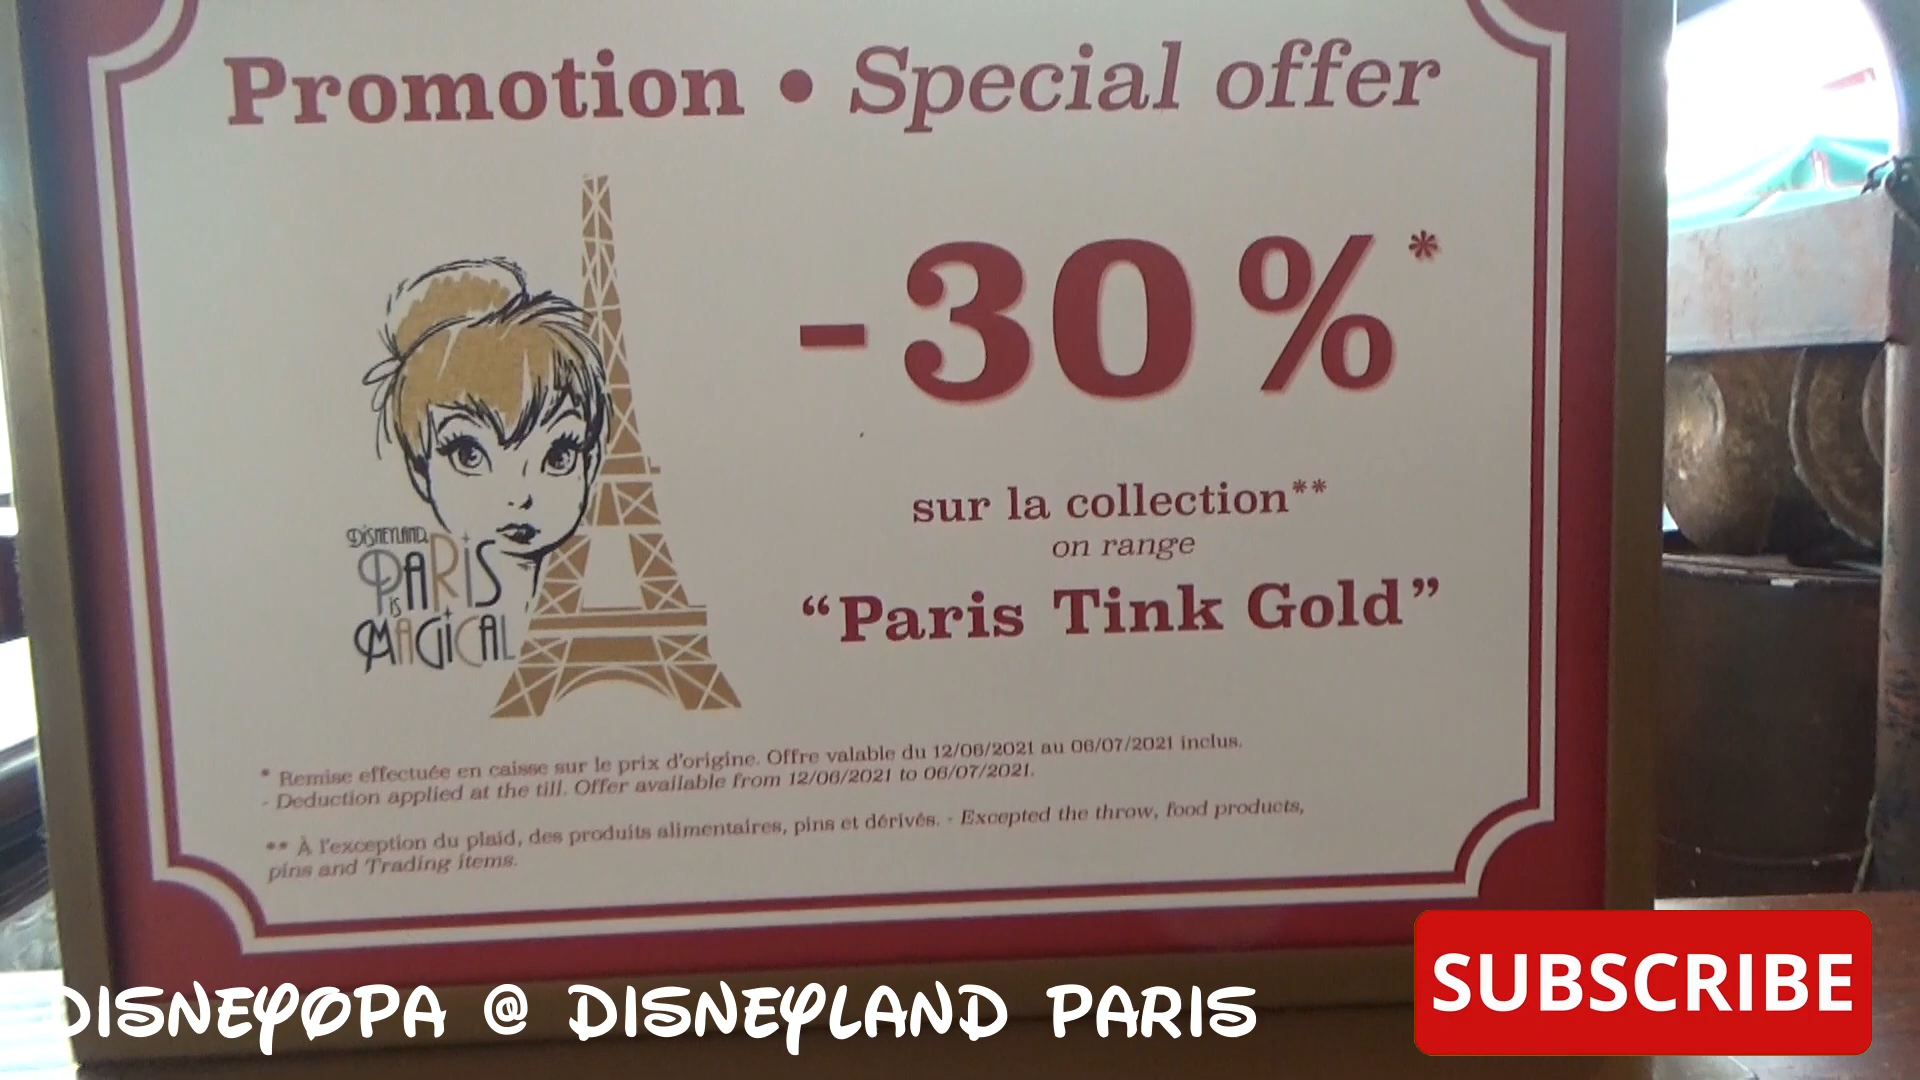 Promotion • Special offer
-30%*
sur la collection**
on range
“Paris Tink Gold”
DISNEYLAND
PARIS
is
MAGiCAL
* Remise effectuée en caisse sur le prix d'origine. Offre valable du 12/06/2021 au 06/07/2021 inclus.
- Deduction applied at the till. Offer available from 12/06/2021 to 06/07/2021.
** À l'exception du plaid, des produits alimentaires, pins et dérivés. - Excepted the throw, food products,
pins and Trading items.
DISNEYOPA @ DISNEYLAND PARIS
SUBSCRIBE